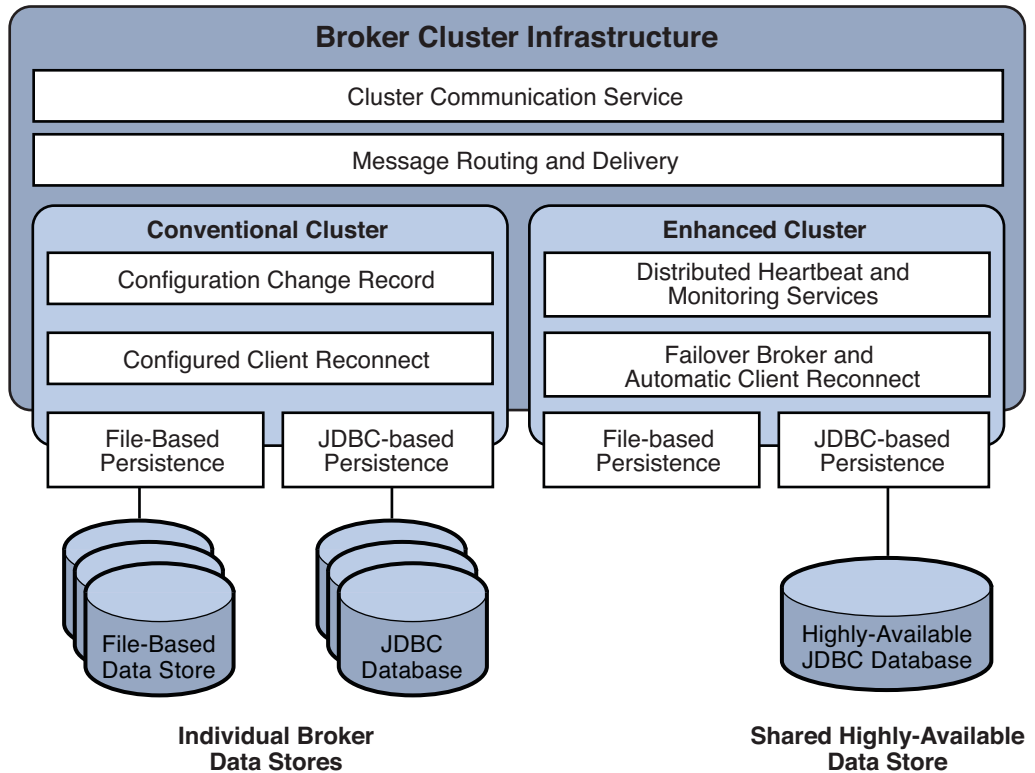 Broker Cluster Infrastructure
Cluster Communication Service
Message Routing and Delivery
Conventional Cluster
Configuration Change Record
Configured Client Reconnect
File-Based
Persistence
JDBC-based
Persistence
File-Based
Data Store
JDBC
Database
Individual Broker
Data Stores
Enhanced Cluster
Distributed Heartbeat and
Monitoring Services
Failover Broker and
Automatic Client Reconnect
File-based
Persistence
JDBC-based
Persistence
Highly-Available
JDBC Database
Shared Highly-Available
Data Store